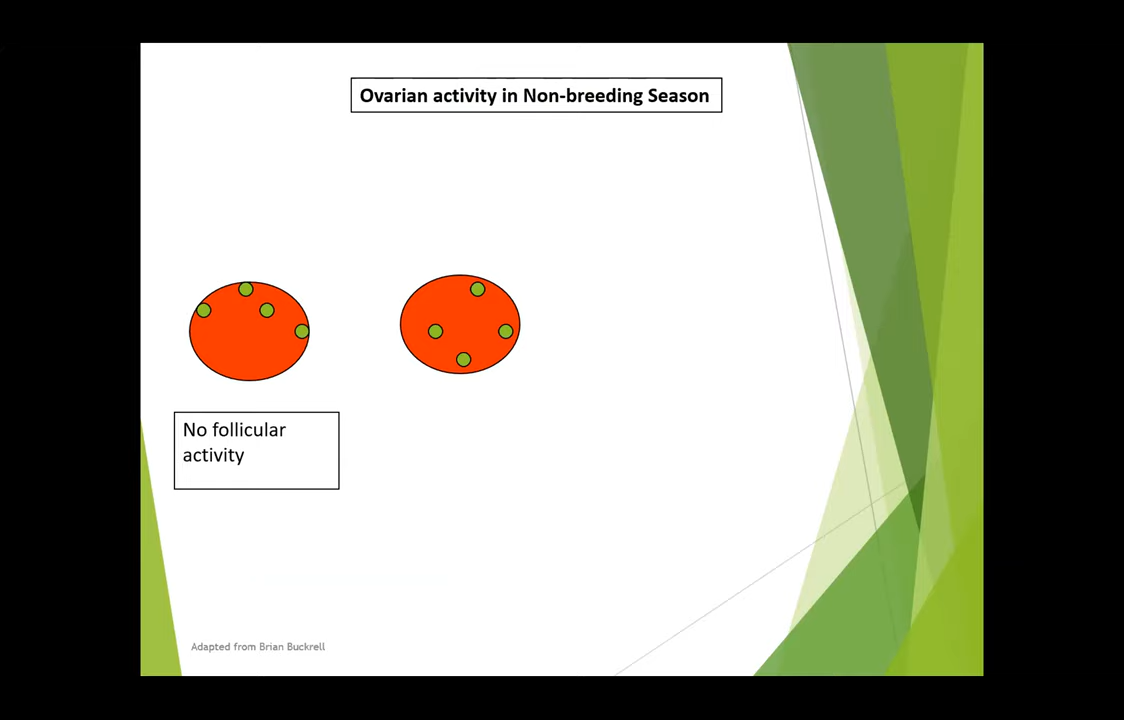 Ovarian activity in Non-breeding Season
No follicular
activity
Adapted from Brian Buckrell